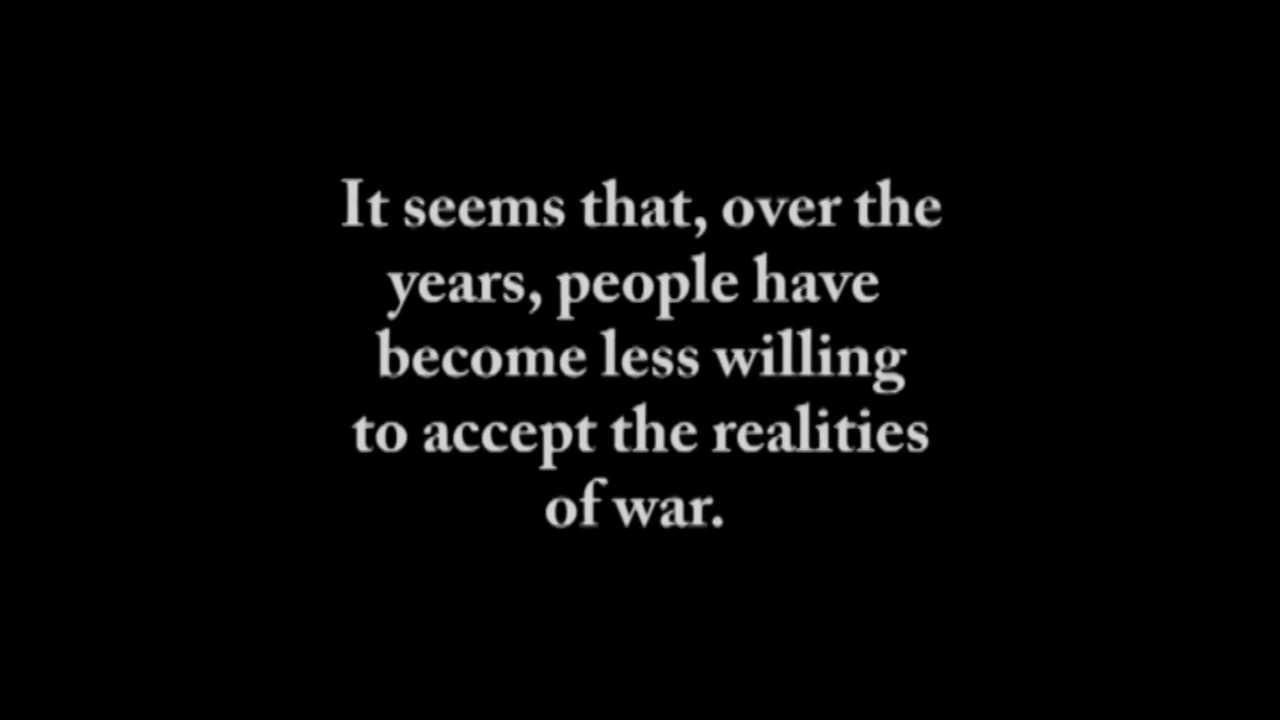 It seems that, over the
years, people have
become less willing
to accept the realities
of war.